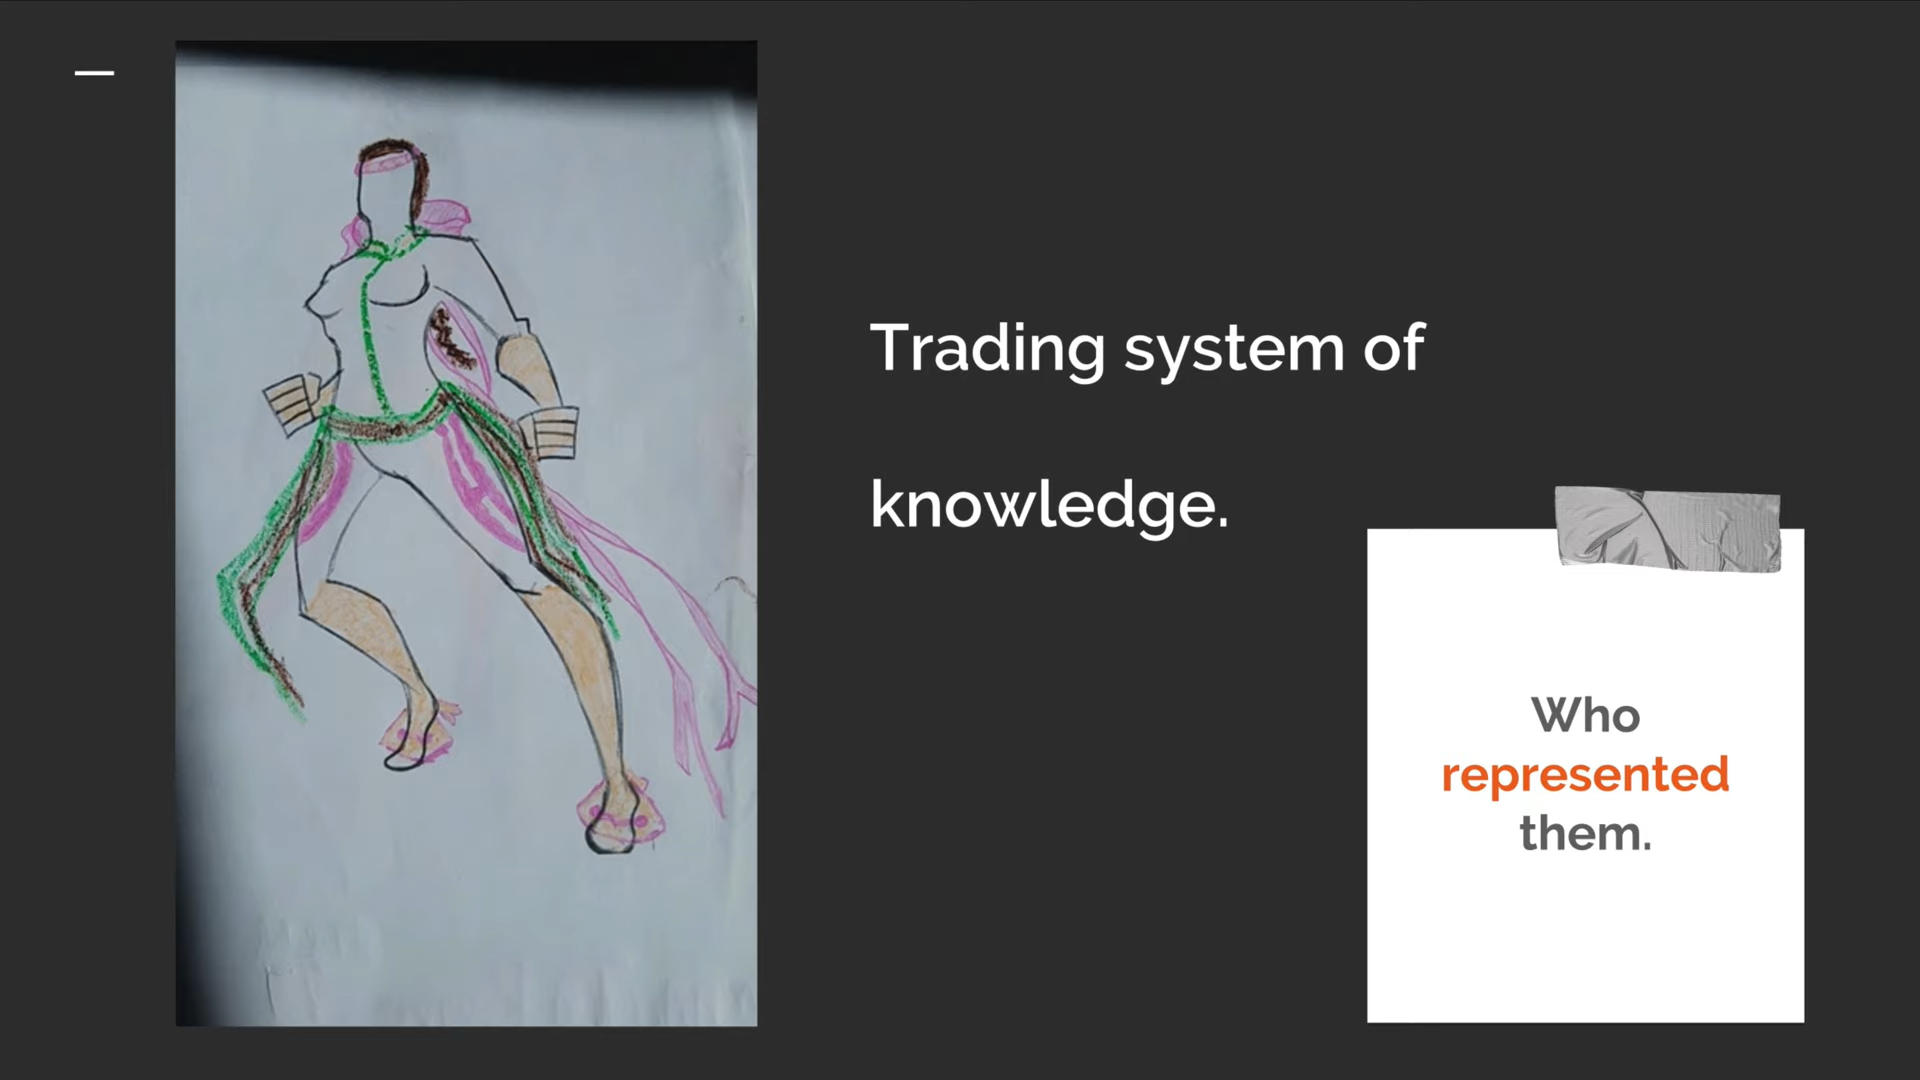 Trading system of
knowledge.
Who
represented
them.